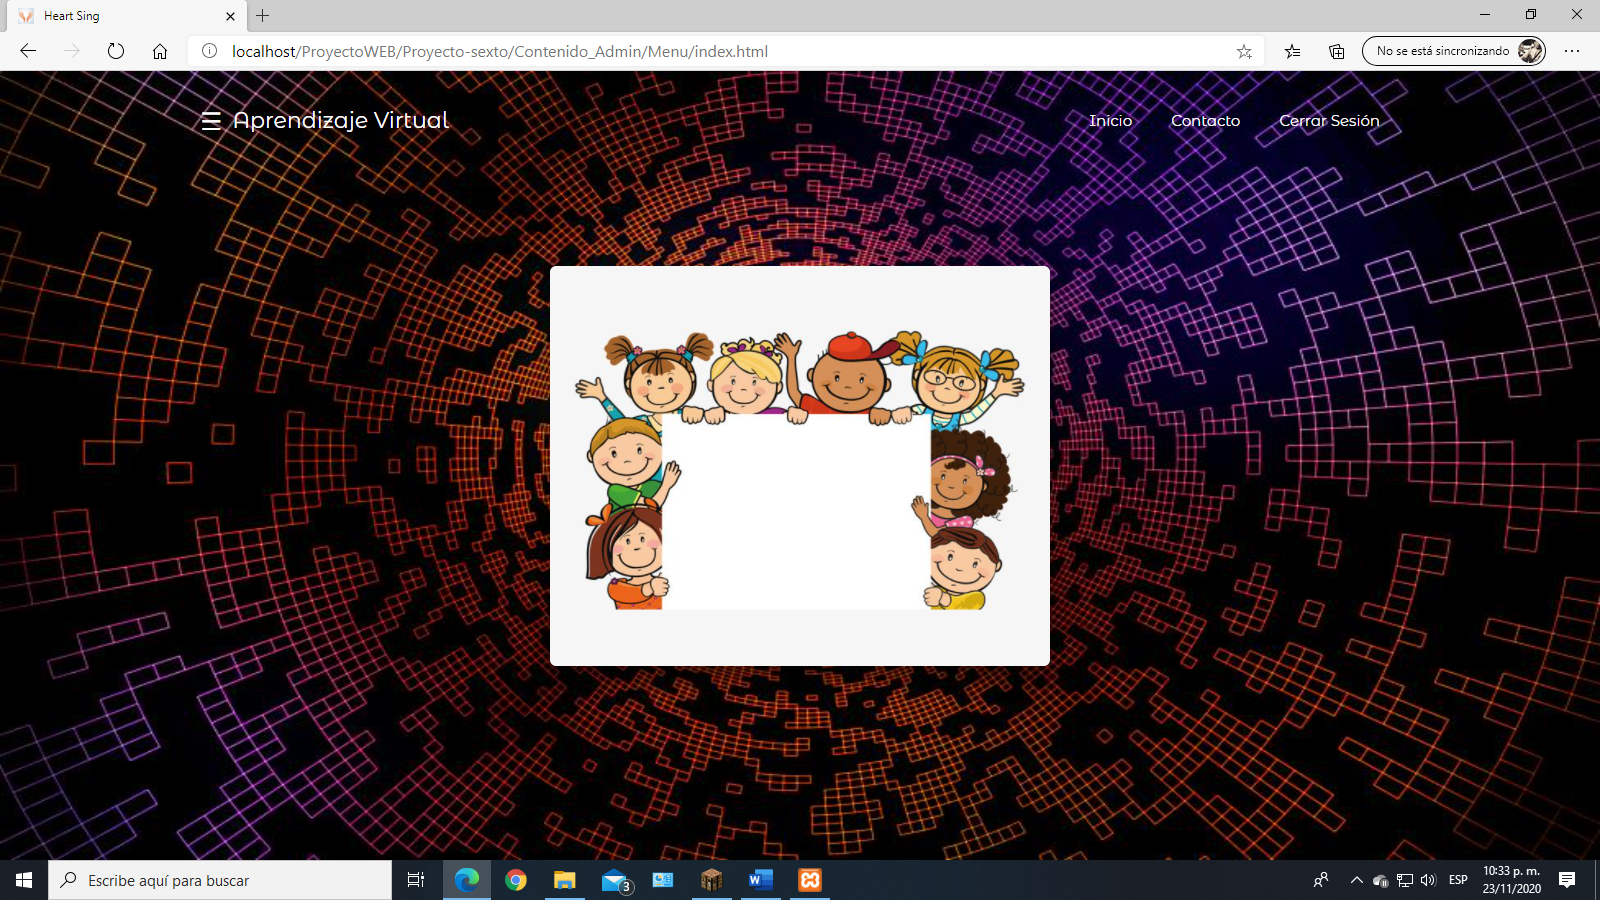 Heart Sing
localhost/ProyectoWEB/Proyecto-sexto/Contenido_Admin/Menu/index.html
No se está sincronizando
Aprendizaje Virtual
Inicio
Contacto
Cerrar Sesión
Escribe aquí para buscar
3
ESP
10:33 p. m.
23/11/2020